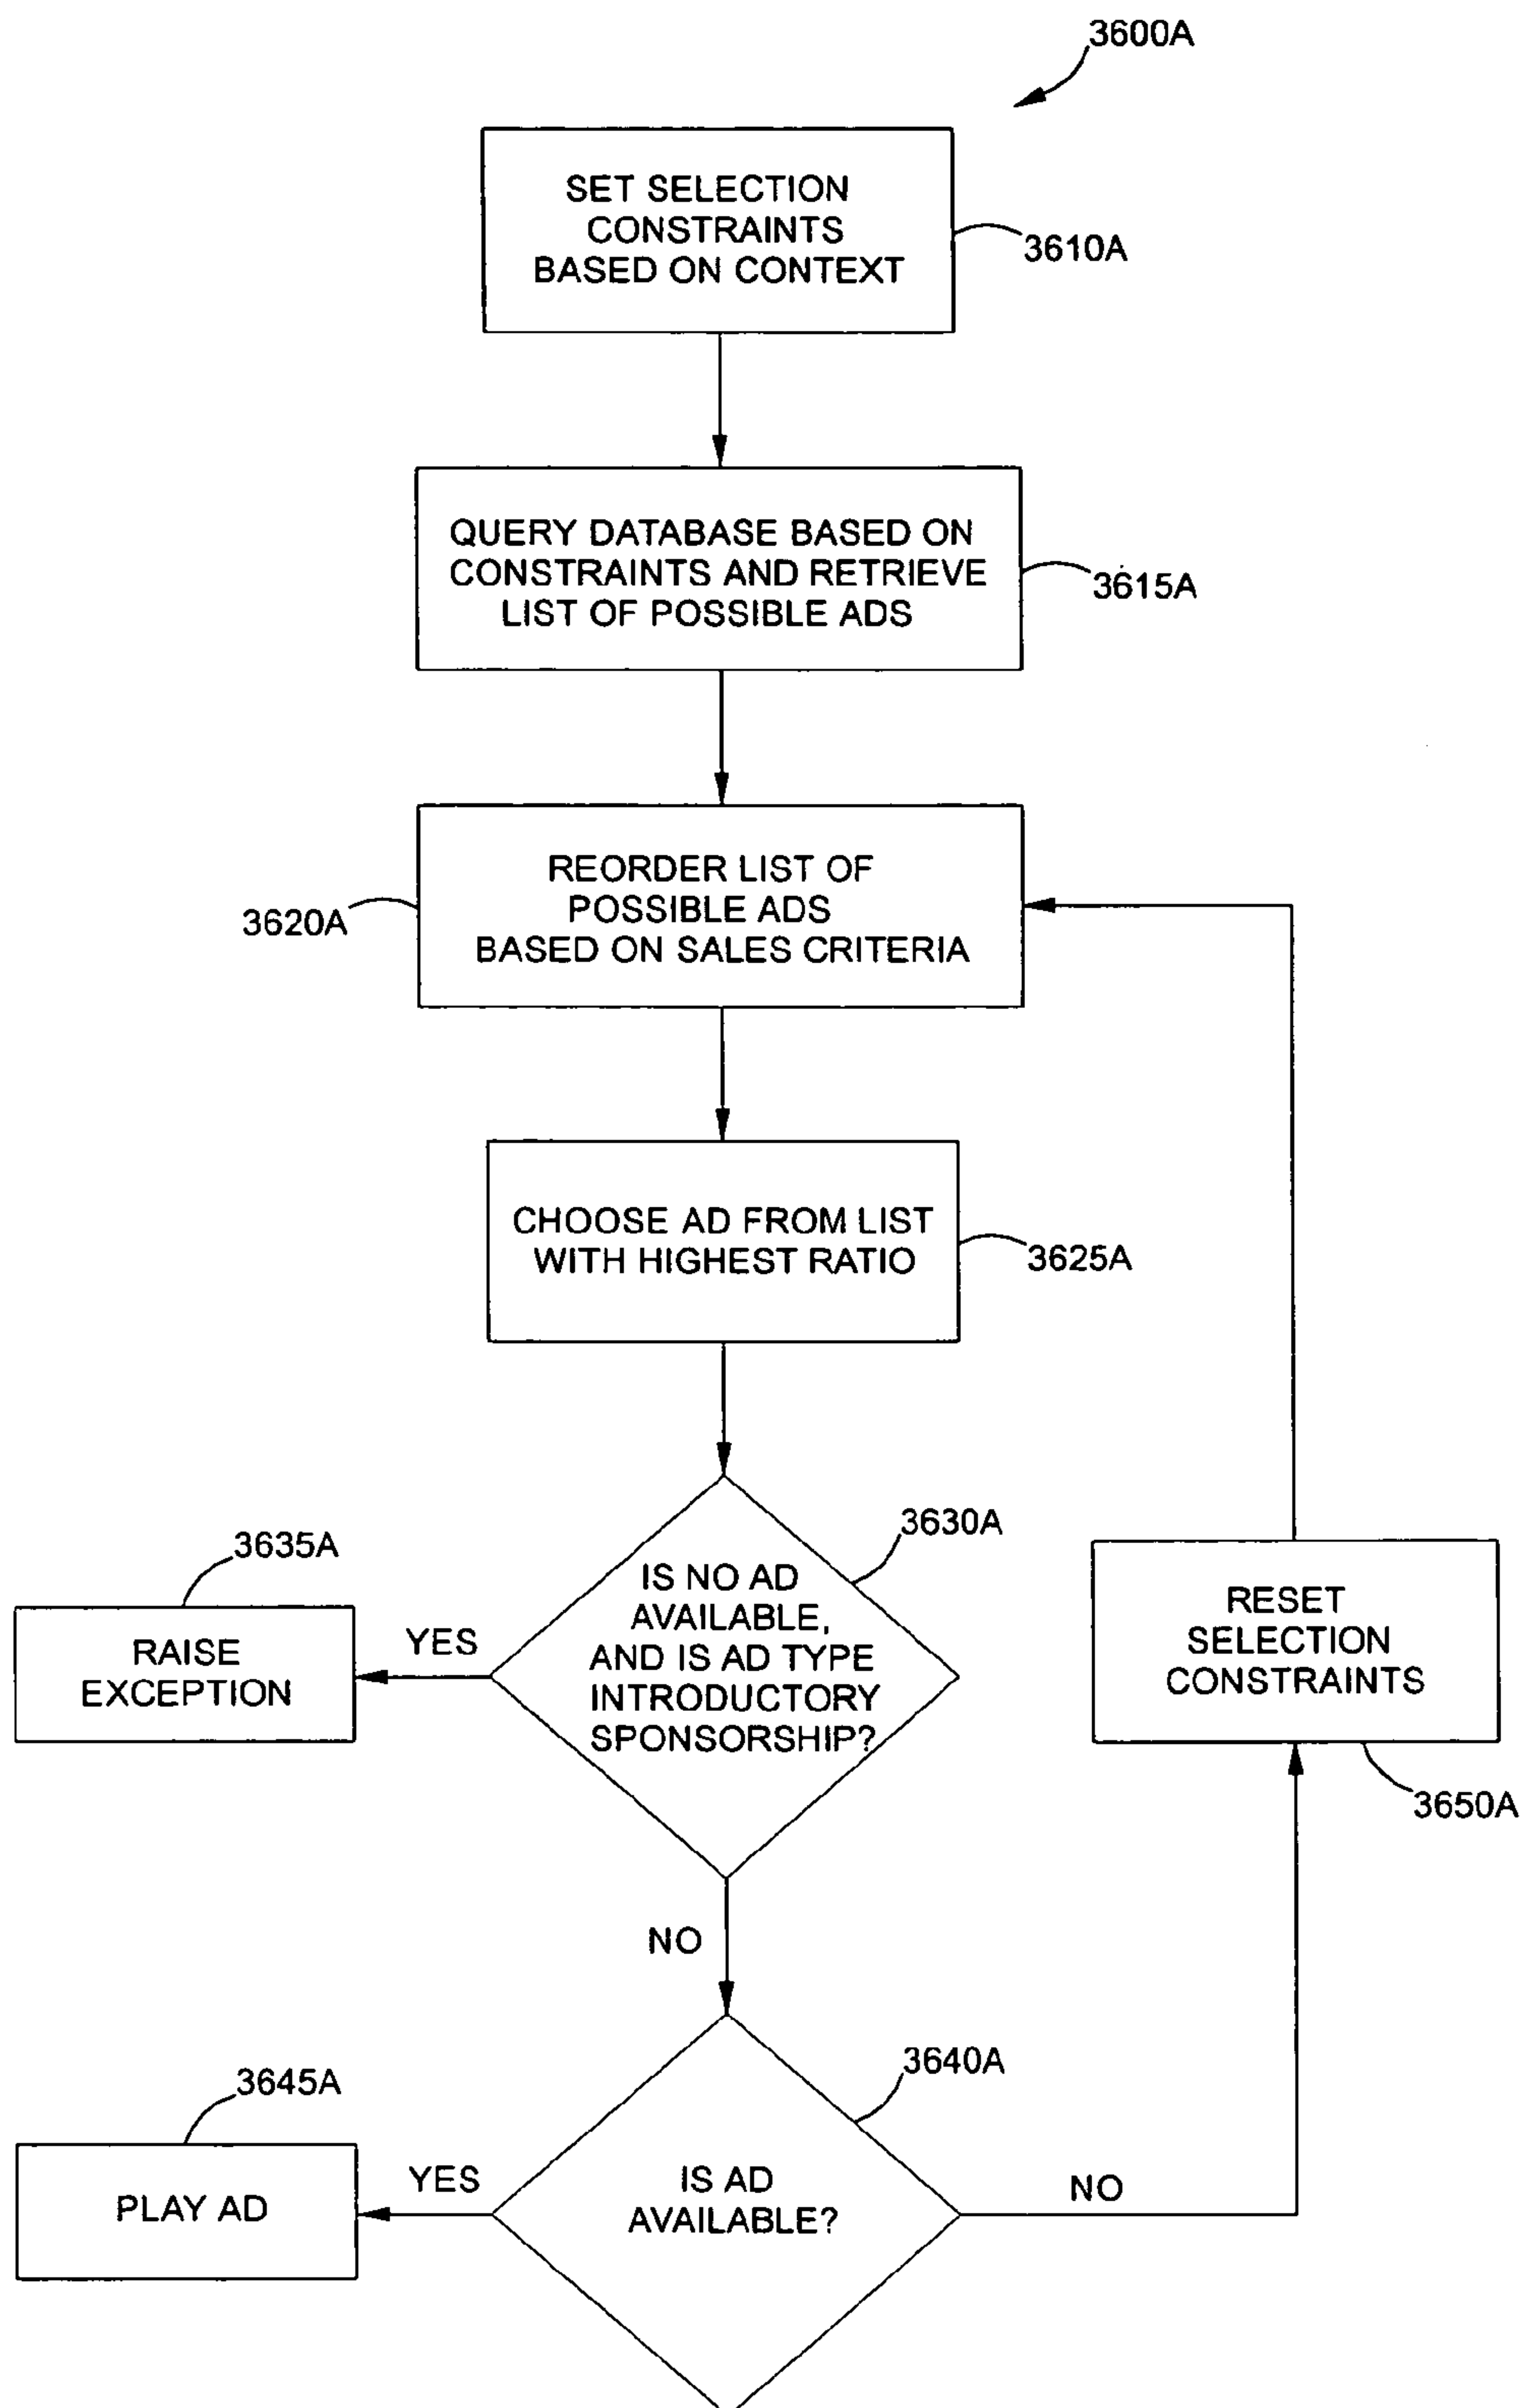 3600A
SET SELECTION
CONSTRAINTS
BASED ON CONTEXT
3610A
QUERY DATABASE BASED ON
CONSTRAINTS AND RETRIEVE
LIST OF POSSIBLE ADS
3615A
REORDER LIST OF
POSSIBLE ADS
BASED ON SALES CRITERIA
3620A
CHOOSE AD FROM LIST
WITH HIGHEST RATIO
3625A
3630A
IS NO AD
AVAILABLE,
AND IS AD TYPE
INTRODUCTORY
SPONSORSHIP?
YES
3635A
RAISE
EXCEPTION
RESET
SELECTION
CONSTRAINTS
3650A
NO
3640A
IS AD
AVAILABLE?
YES
3645A
PLAY AD
NO